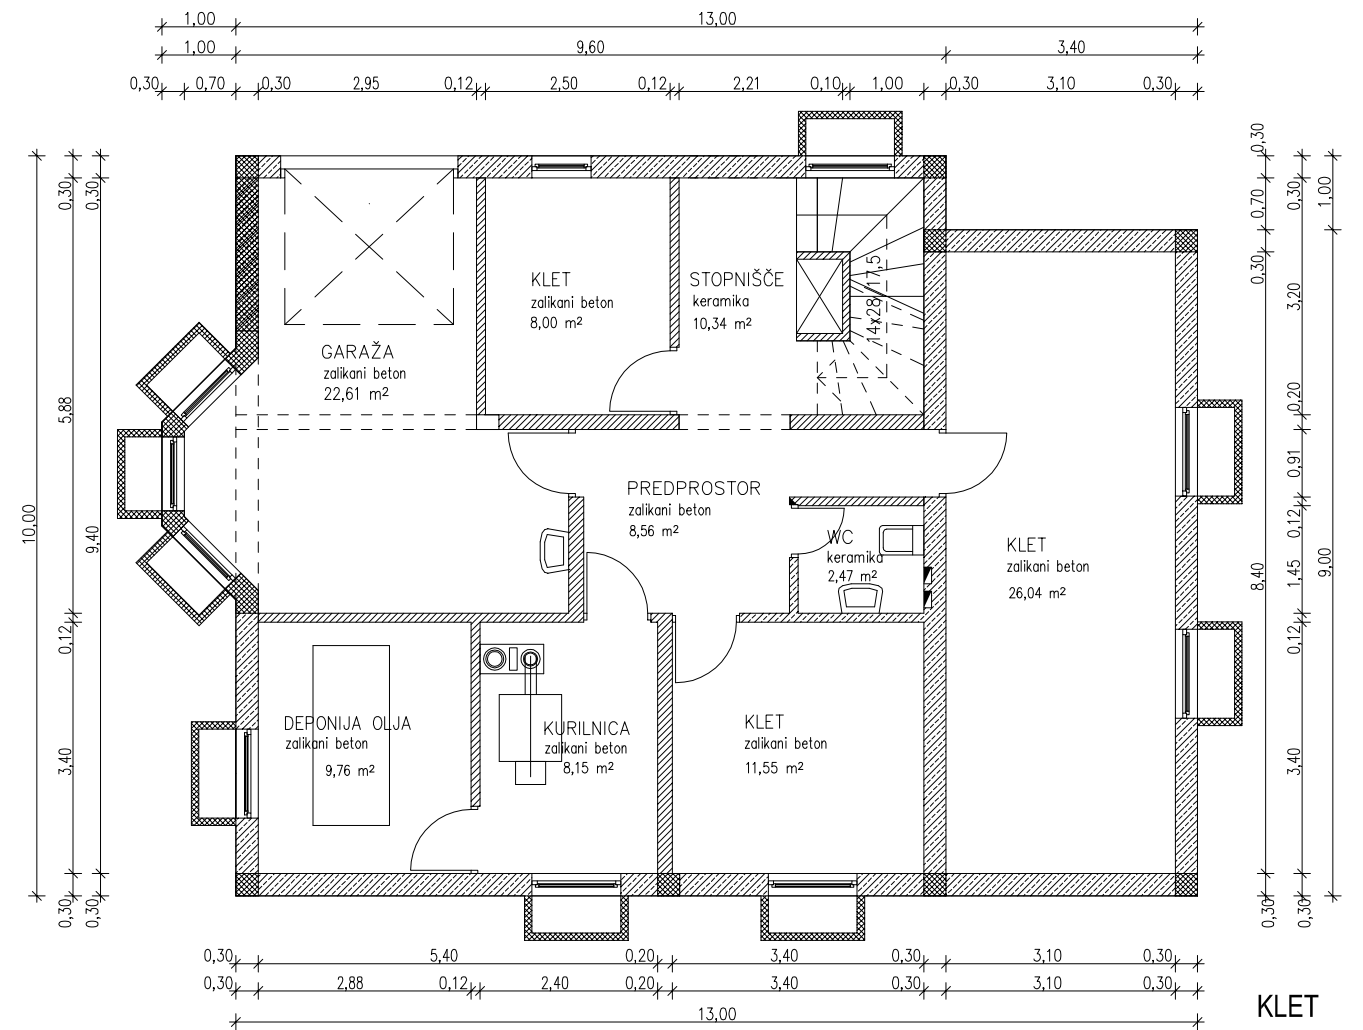 1,00 13,00
1,00 9,60 3,40
0,30 0,70 0,30 2,95 0,12 2,50 0,12 2,21 0,10 1,00 0,30 3,10 0,30
10,00
0,30 5,88 0,12 3,40 0,30
0,30 9,40 0,30
KLET
zalikani beton
8,00 m²
STOPNIŠČE
keramika
10,34 m²
14x28/17,5
GARAŽA
zalikani beton
22,61 m²
PREDPROSTOR
zalikani beton
8,56 m²
WC
keramika
2,47 m²
KLET
zalikani beton
26,04 m²
DEPONIJA OLJA
zalikani beton
9,76 m²
KURILNICA
zalikani beton
8,15 m²
KLET
zalikani beton
11,55 m²
0,30 0,70 0,30 8,40 0,30
0,30 3,20 0,20 0,91 0,12 1,45 0,12 3,40 0,30
1,00 9,00
0,30 5,40 0,20 3,40 0,30 3,10 0,30
0,30 2,88 0,12 2,40 0,20 3,40 0,30 3,10 0,30
13,00
KLET